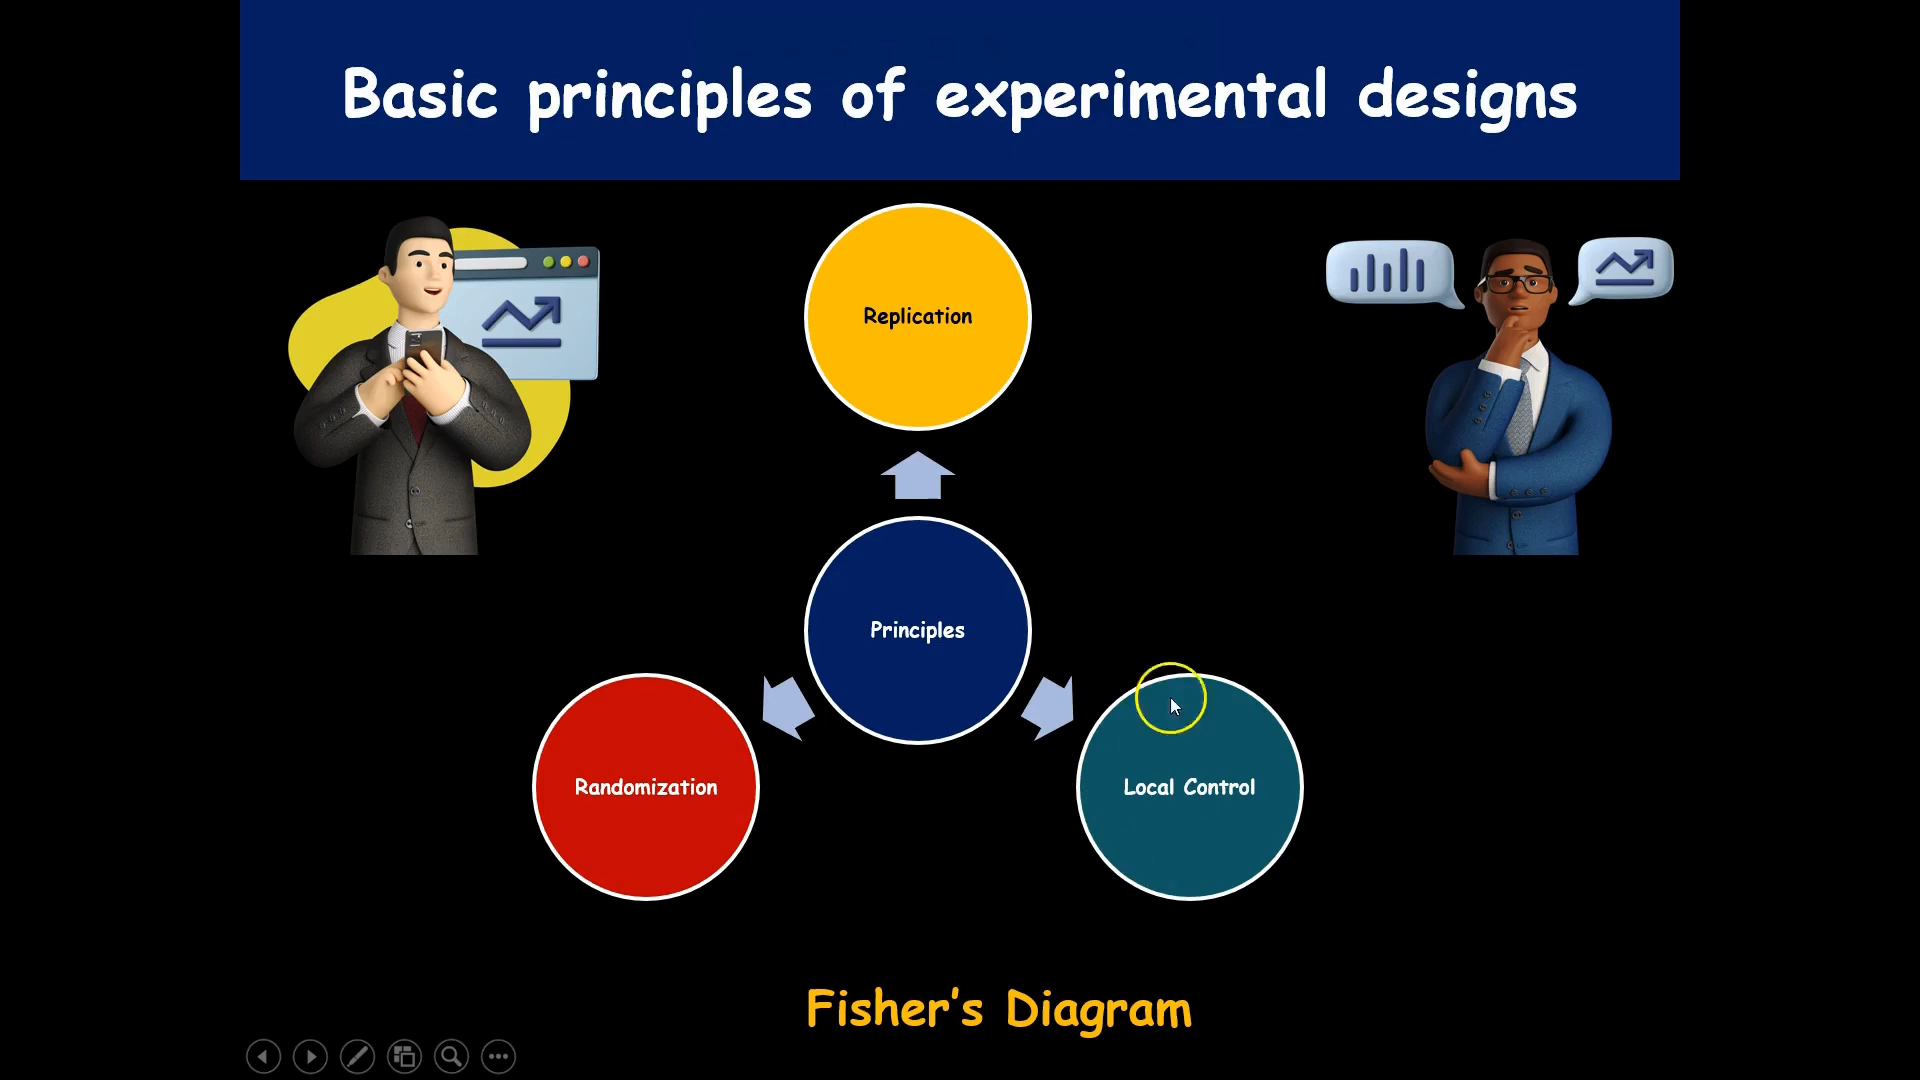 Basic principles of experimental designs
Replication
Principles
Randomization
Local Control
Fisher's Diagram